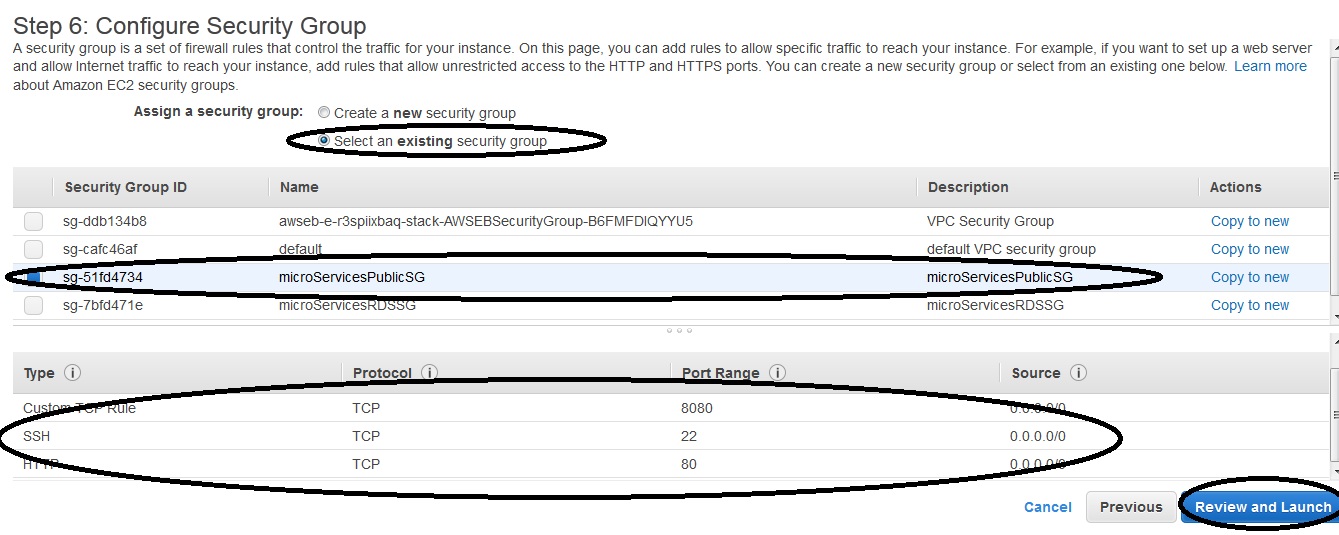 Step 6: Configure Security Group
A security group is a set of firewall rules that control the traffic for your instance. On this page, you can add rules to allow specific traffic to reach your instance. For example, if you want to set up a web server
and allow Internet traffic to reach your instance, add rules that allow unrestricted access to the HTTP and HTTPS ports. You can create a new security group or select from an existing one below. Learn more
about Amazon EC2 security groups.
Assign a security group: Create a new security group
Select an existing security group
Security Group ID Name Description Actions
sg-ddb134b8 awseb-e-r3spiixbaq-stack-AWSEBSecurityGroup-B6FMFDIQYYU5 VPC Security Group Copy to new
sg-cafc46af default default VPC security group Copy to new
sg-51fd4734 microServicesPublicSG microServicesPublicSG Copy to new
sg-7bfd471e microServicesRDSSG microServicesRDSSG Copy to new
Type i Protocol i Port Range i Source i
Custom TCP Rule TCP 8080 0.0.0.0/0
SSH TCP 22 0.0.0.0/0
HTTP TCP 80 0.0.0.0/0
Cancel Previous Review and Launch